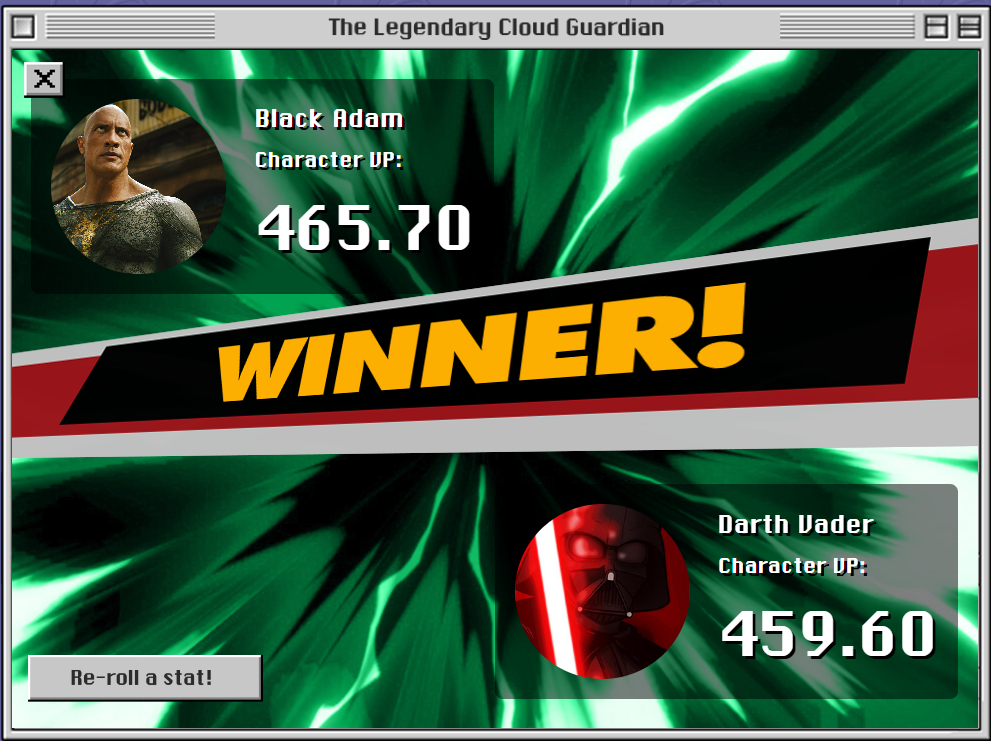 The Legendary Cloud Guardian
Black Adam
Character VP:
465.70
WINNER!
Darth Vader
Character VP:
459.60
Re-roll a stat!